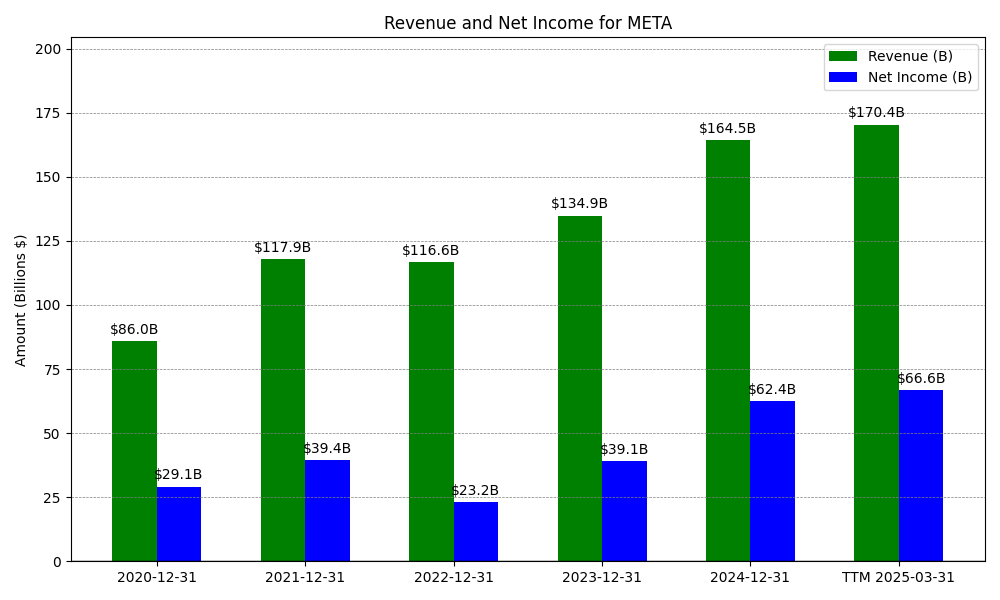 Revenue and Net Income for META
Revenue (B)
Net Income (B)
Amount (Billions $)
200
175
150
125
100
75
50
25
0
$86.0B
$29.1B
$117.9B
$39.4B
$116.6B
$23.2B
$134.9B
$39.1B
$164.5B
$62.4B
$170.4B
$66.6B
2020-12-31
2021-12-31
2022-12-31
2023-12-31
2024-12-31
TTM 2025-03-31